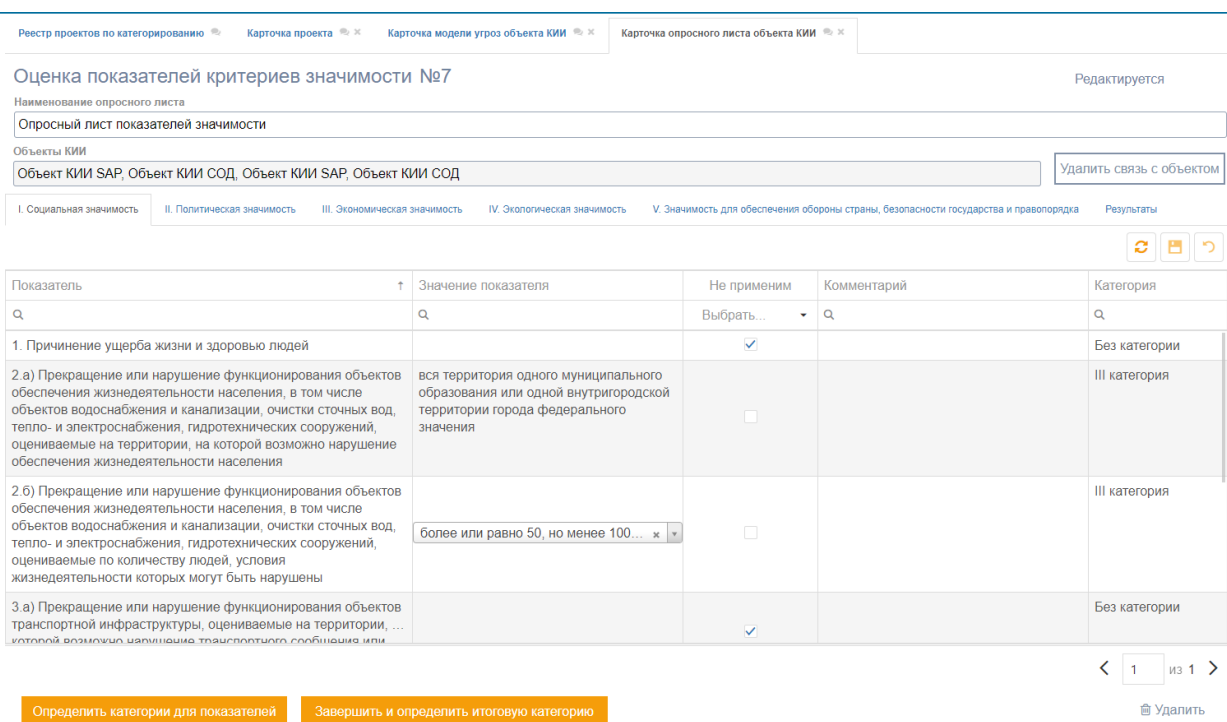 Реестр проектов по категорированию Карточка проекта Карточка модели угроз объекта КИИ Карточка опросного листа объекта КИИ
Оценка показателей критериев значимости №7
Редактируется
Наименование опросного листа
Опросный лист показателей значимости
Объекты КИИ
Объект КИИ SAP, Объект КИИ СОД, Объект КИИ SAP, Объект КИИ СОД
Удалить связь с объектом
I. Социальная значимость II. Политическая значимость III. Экономическая значимость IV. Экологическая значимость V. Значимость для обеспечения обороны страны, безопасности государства и правопорядка Результаты
Показатель Значение показателя Не применим Комментарий Категория
Выбрать...
1. Причинение ущерба жизни и здоровью людей
Без категории
2.а) Прекращение или нарушение функционирования объектов
обеспечения жизнедеятельности населения, в том числе
объектов водоснабжения и канализации, очистки сточных вод,
тепло- и электроснабжения, гидротехнических сооружений,
оцениваемые на территории, на которой возможно нарушение
обеспечения жизнедеятельности населения
вся территория одного муниципального
образования или одной внутригородской
территории города федерального
значения
III категория
2.б) Прекращение или нарушение функционирования объектов
обеспечения жизнедеятельности населения, в том числе
объектов водоснабжения и канализации, очистки сточных вод,
тепло- и электроснабжения, гидротехнических сооружений,
оцениваемые по количеству людей, условия
жизнедеятельности которых могут быть нарушены
более или равно 50, но менее 100...
III категория
3.а) Прекращение или нарушение функционирования объектов
транспортной инфраструктуры, оцениваемые на территории, ...
которой возможно нарушение транспортного сообщения или
Без категории
1 из 1
Определить категории для показателей Завершить и определить итоговую категорию Удалить